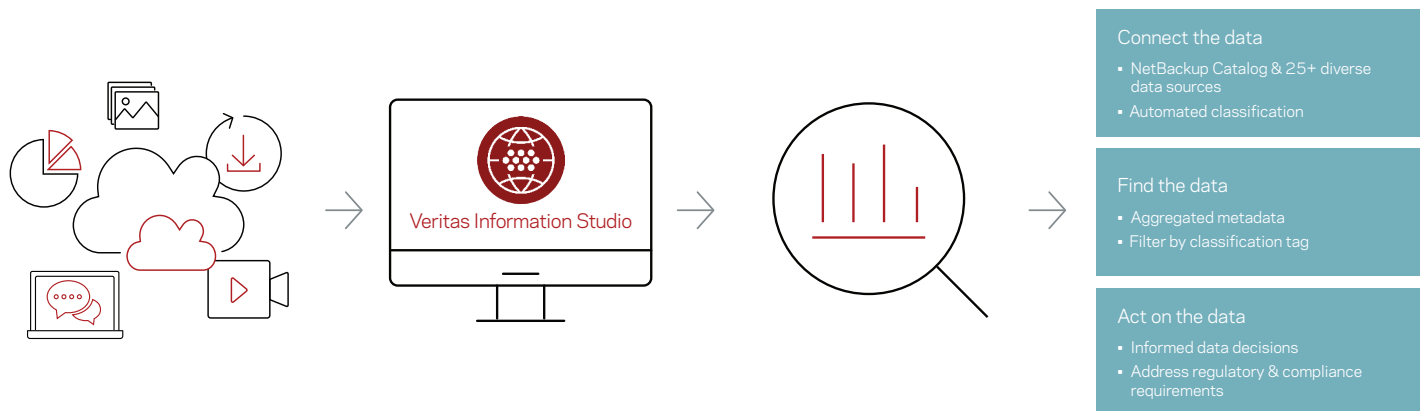 Veritas Information Studio
Connect the data
▪ NetBackup Catalog & 25+ diverse
data sources
▪ Automated classification
Find the data
▪ Aggregated metadata
▪ Filter by classification tag
Act on the data
▪ Informed data decisions
▪ Address regulatory & compliance
requirements